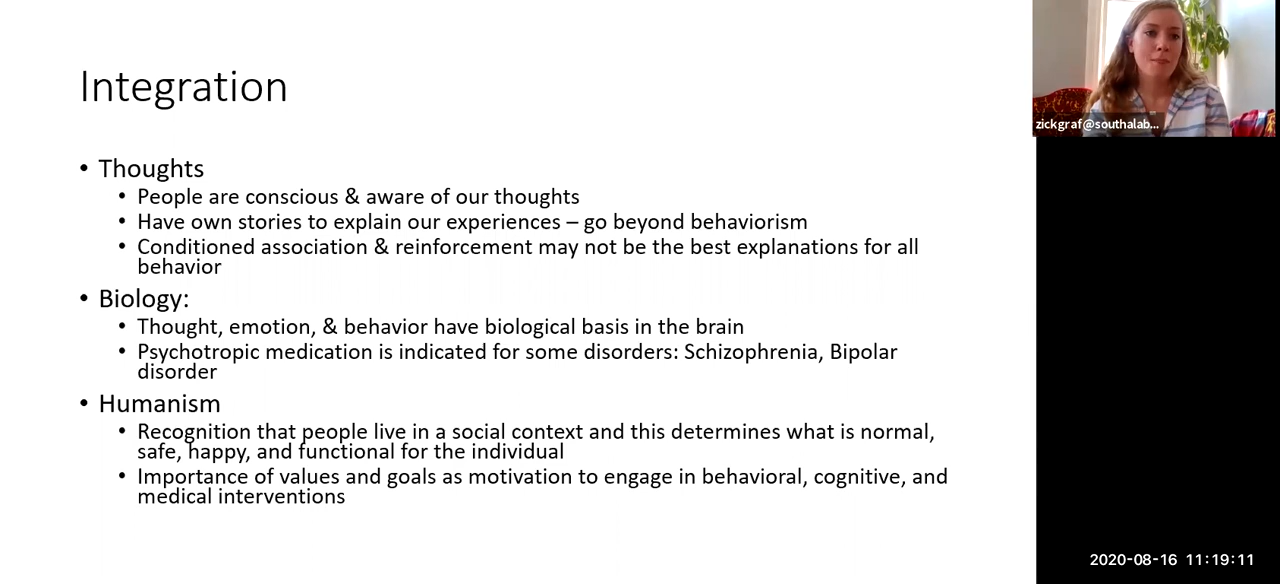 Integration
• Thoughts
• People are conscious & aware of our thoughts
• Have own stories to explain our experiences – go beyond behaviorism
• Conditioned association & reinforcement may not be the best explanations for all
behavior
• Biology:
• Thought, emotion, & behavior have biological basis in the brain
• Psychotropic medication is indicated for some disorders: Schizophrenia, Bipolar
disorder
• Humanism
• Recognition that people live in a social context and this determines what is normal,
safe, happy, and functional for the individual
• Importance of values and goals as motivation to engage in behavioral, cognitive, and
medical interventions
zickgraf@southalab...
2020-08-16 11:19:11